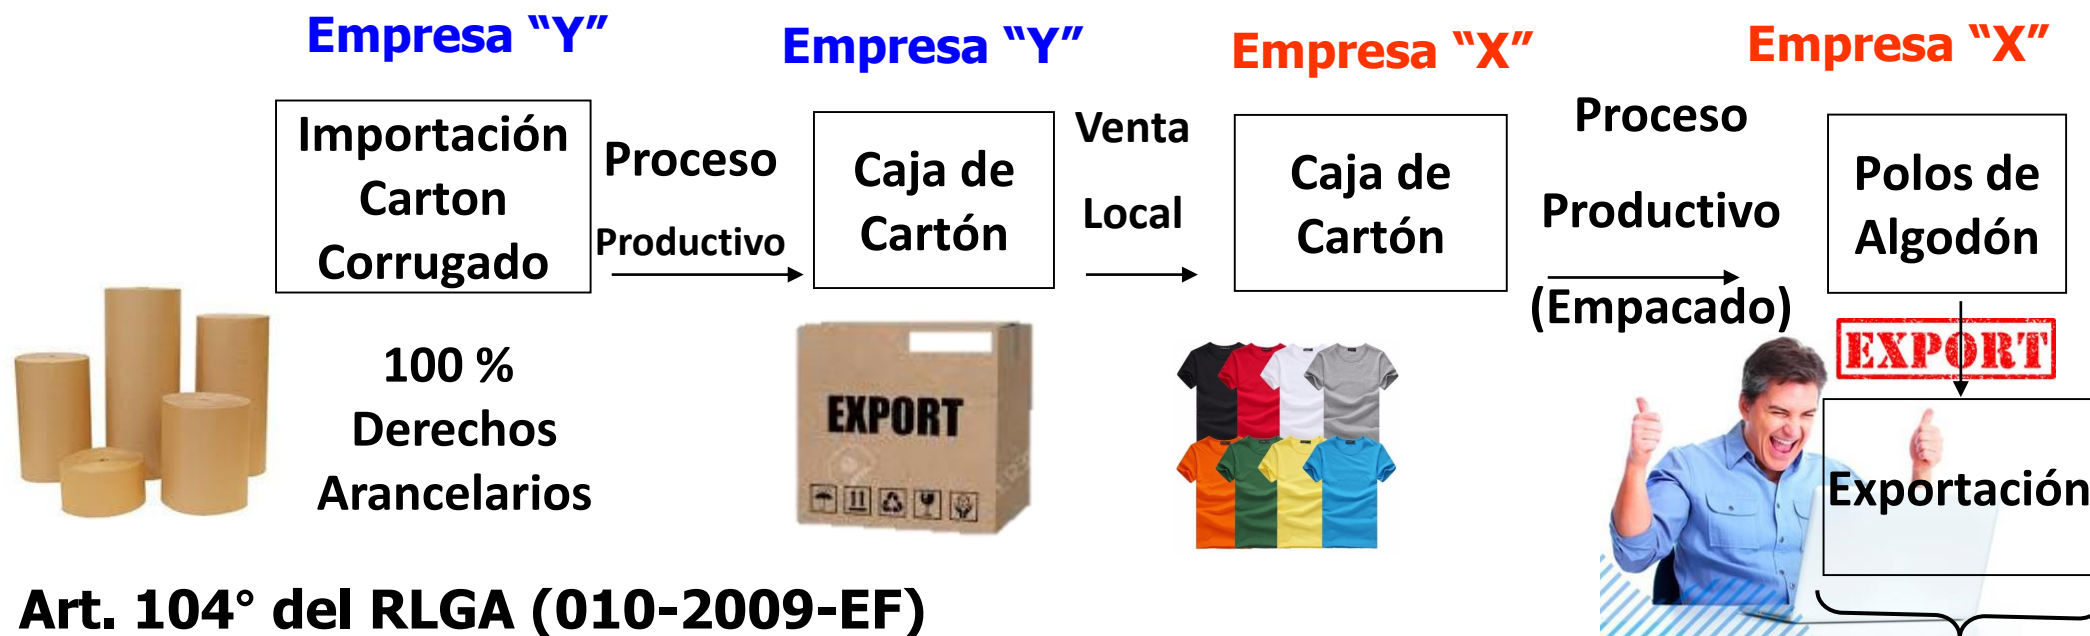 Empresa “Y”
Empresa “Y”
Empresa “X”
Empresa “X”
Importación
Carton
Corrugado
Proceso
Productivo
Caja de
Cartón
Venta
Local
Caja de
Cartón
Proceso
Productivo
(Empacado)
Polos de
Algodón
100 %
Derechos
Arancelarios
EXPORT
EXPORT
Exportación
Art. 104° del RLGA (010-2009-EF)